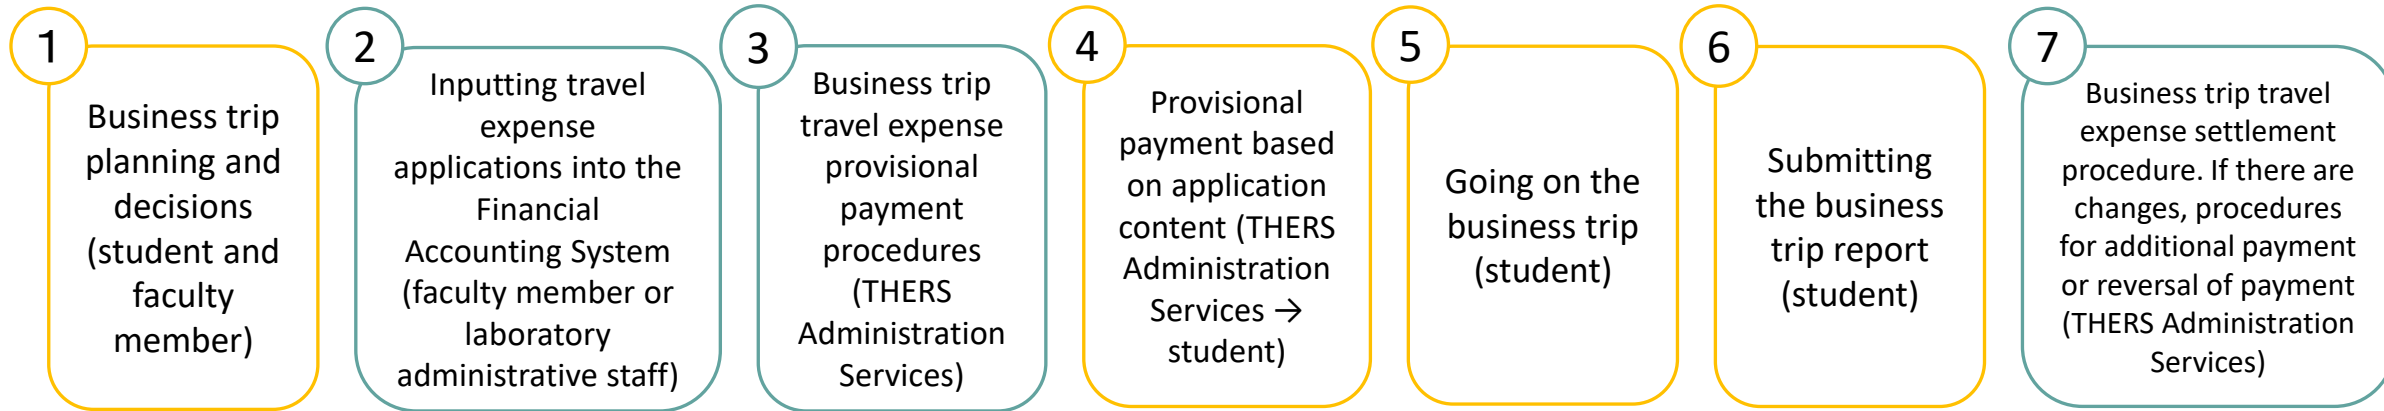 1
Business trip
planning and
decisions
(student and
faculty
member)
2
Inputting travel
expense
applications into the
Financial
Accounting System
(faculty member or
laboratory
administrative staff)
3
Business trip
travel expense
provisional
payment
procedures
(THERS
Administration
Services)
4
Provisional
payment based
on application
content (THERS
Administration
Services →
student)
5
Going on the
business trip
(student)
6
Submitting
the business
trip report
(student)
7
Business trip travel
expense settlement
procedure. If there are
changes, procedures
for additional payment
or reversal of payment
(THERS Administration
Services)